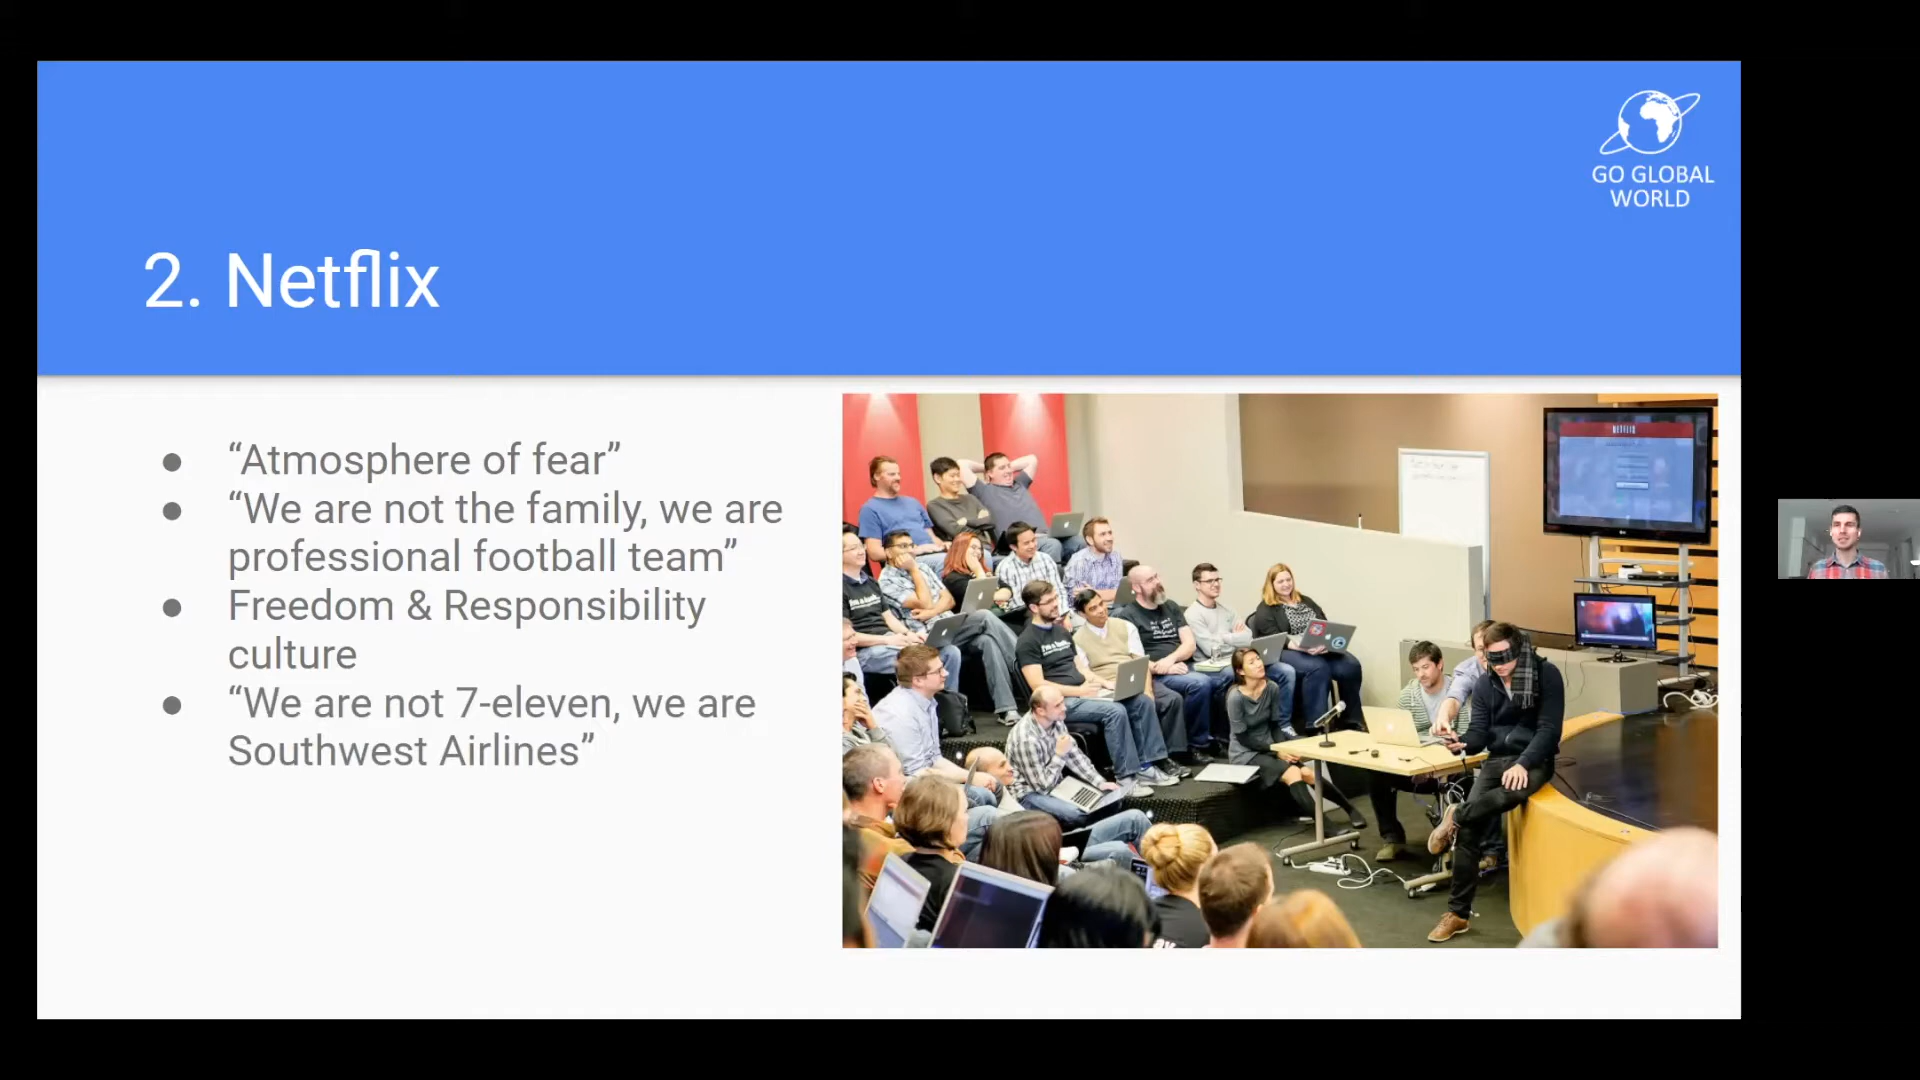 GO GLOBAL
WORLD
2. Netflix
● “Atmosphere of fear”
● “We are not the family, we are
professional football team”
● Freedom & Responsibility
culture
● “We are not 7-eleven, we are
Southwest Airlines”
NETFLIX